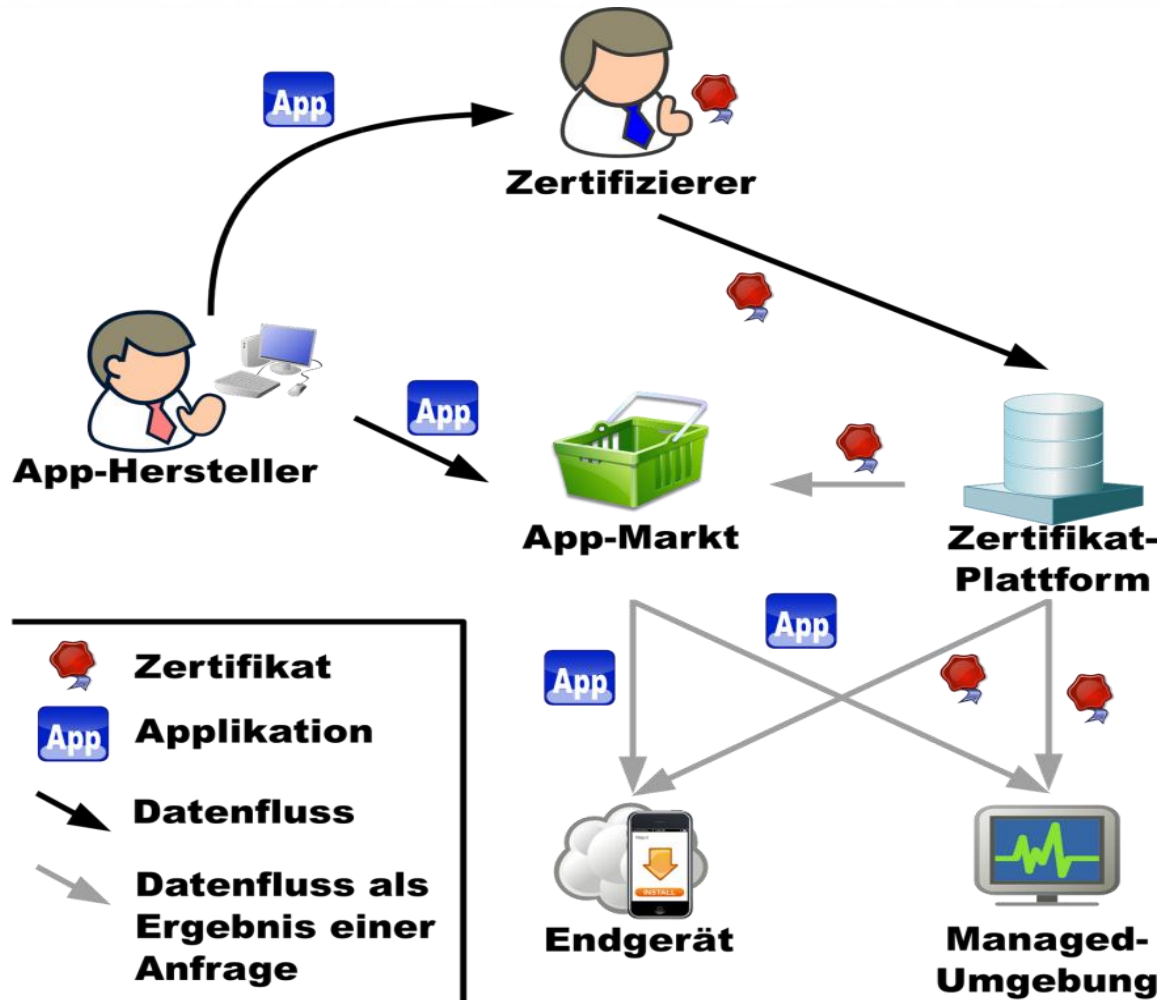 App
Zertifizierer
App
App-Hersteller
App-Markt
Zertifikat-
Plattform
App
App
Zertifikat
App
Applikation
Datenfluss
Datenfluss als
Ergebnis einer
Anfrage
INSTALL
Endgerät
Managed-
Umgebung